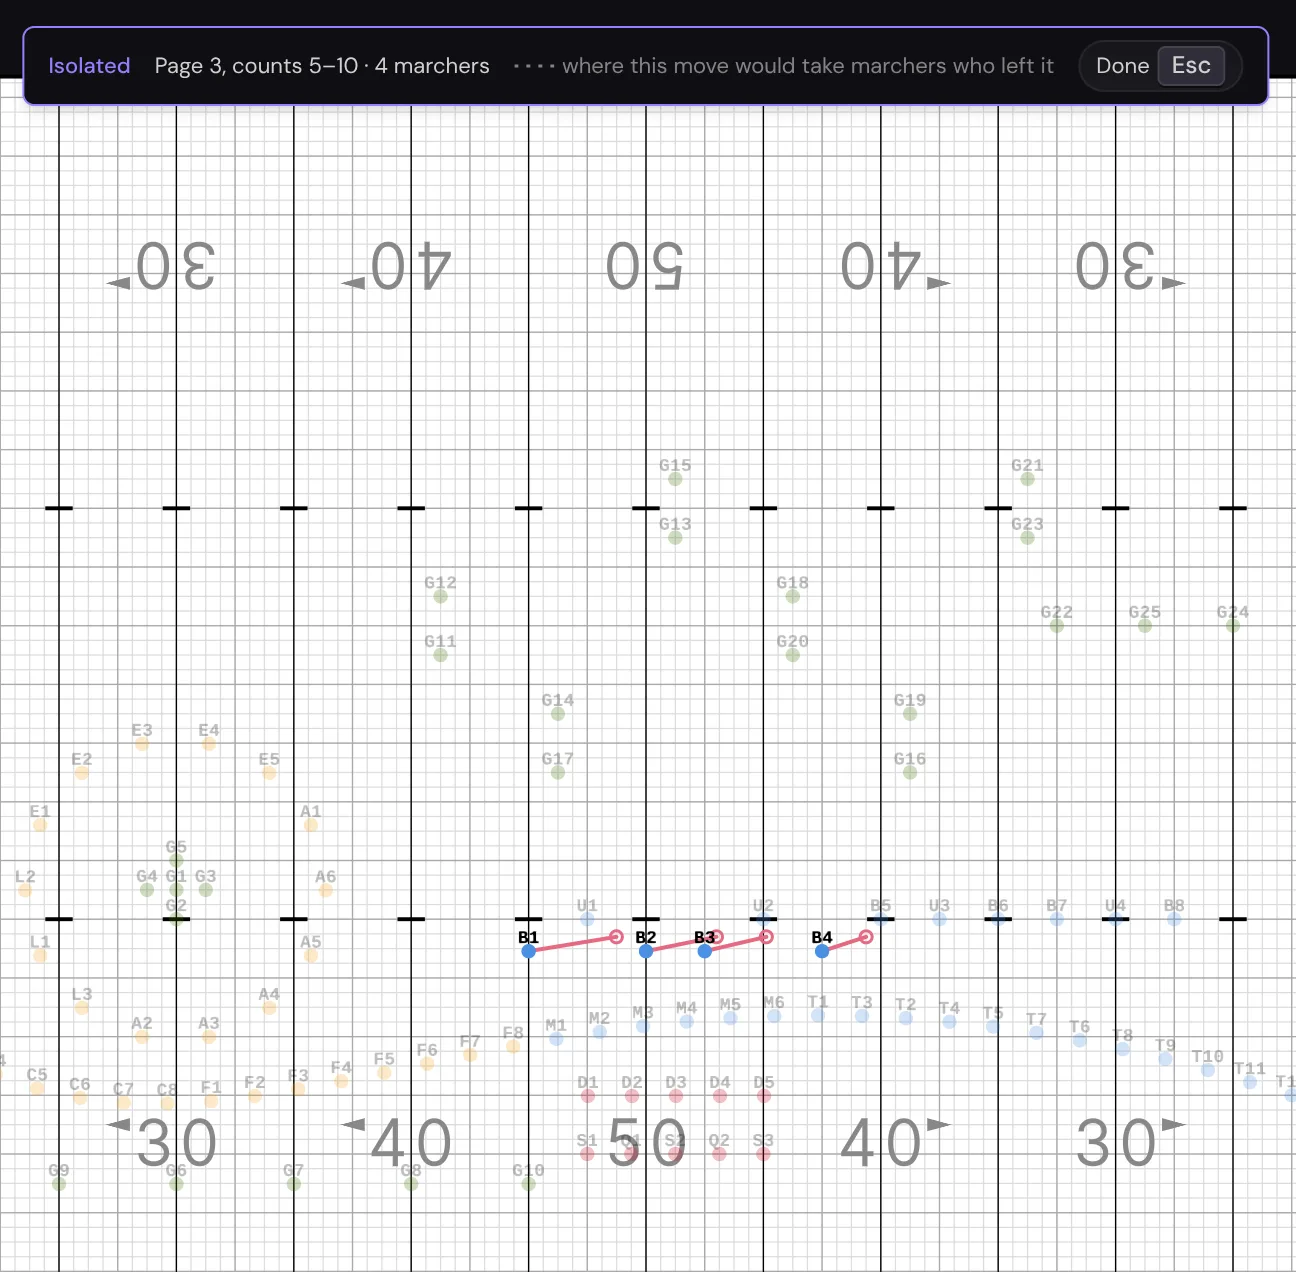 Isolated Page 3, counts 5–10 · 4 marchers where this move would take marchers who left it Done Esc
30 40 50 40 30
G15 G21
G13 G23
G12 G18
G22 G25 G24
G11 G20
G14 G19
E3 E4
E2 E5 G17 G16
E1 A1
G5
L2 G4 G1 G3 A6
G2 U1 U2 B5 U3 B6 B7 U4 B8
L1 A5 B1 B2 B3 B4
L3 A4
A2 A3 F7 F8 M1 M2 M3 M4 M5 M6 T1 T3 T2 T4 T5 T7 T6 T8
C5 C6 C7 C8 F1 F2 F3 F4 F5 F6 D1 D2 D3 D4 D5 T9 T10 T11
30 40 50 40 30
S1 Q1 S2 Q2 S3
G9 G6 G7 G8 G10